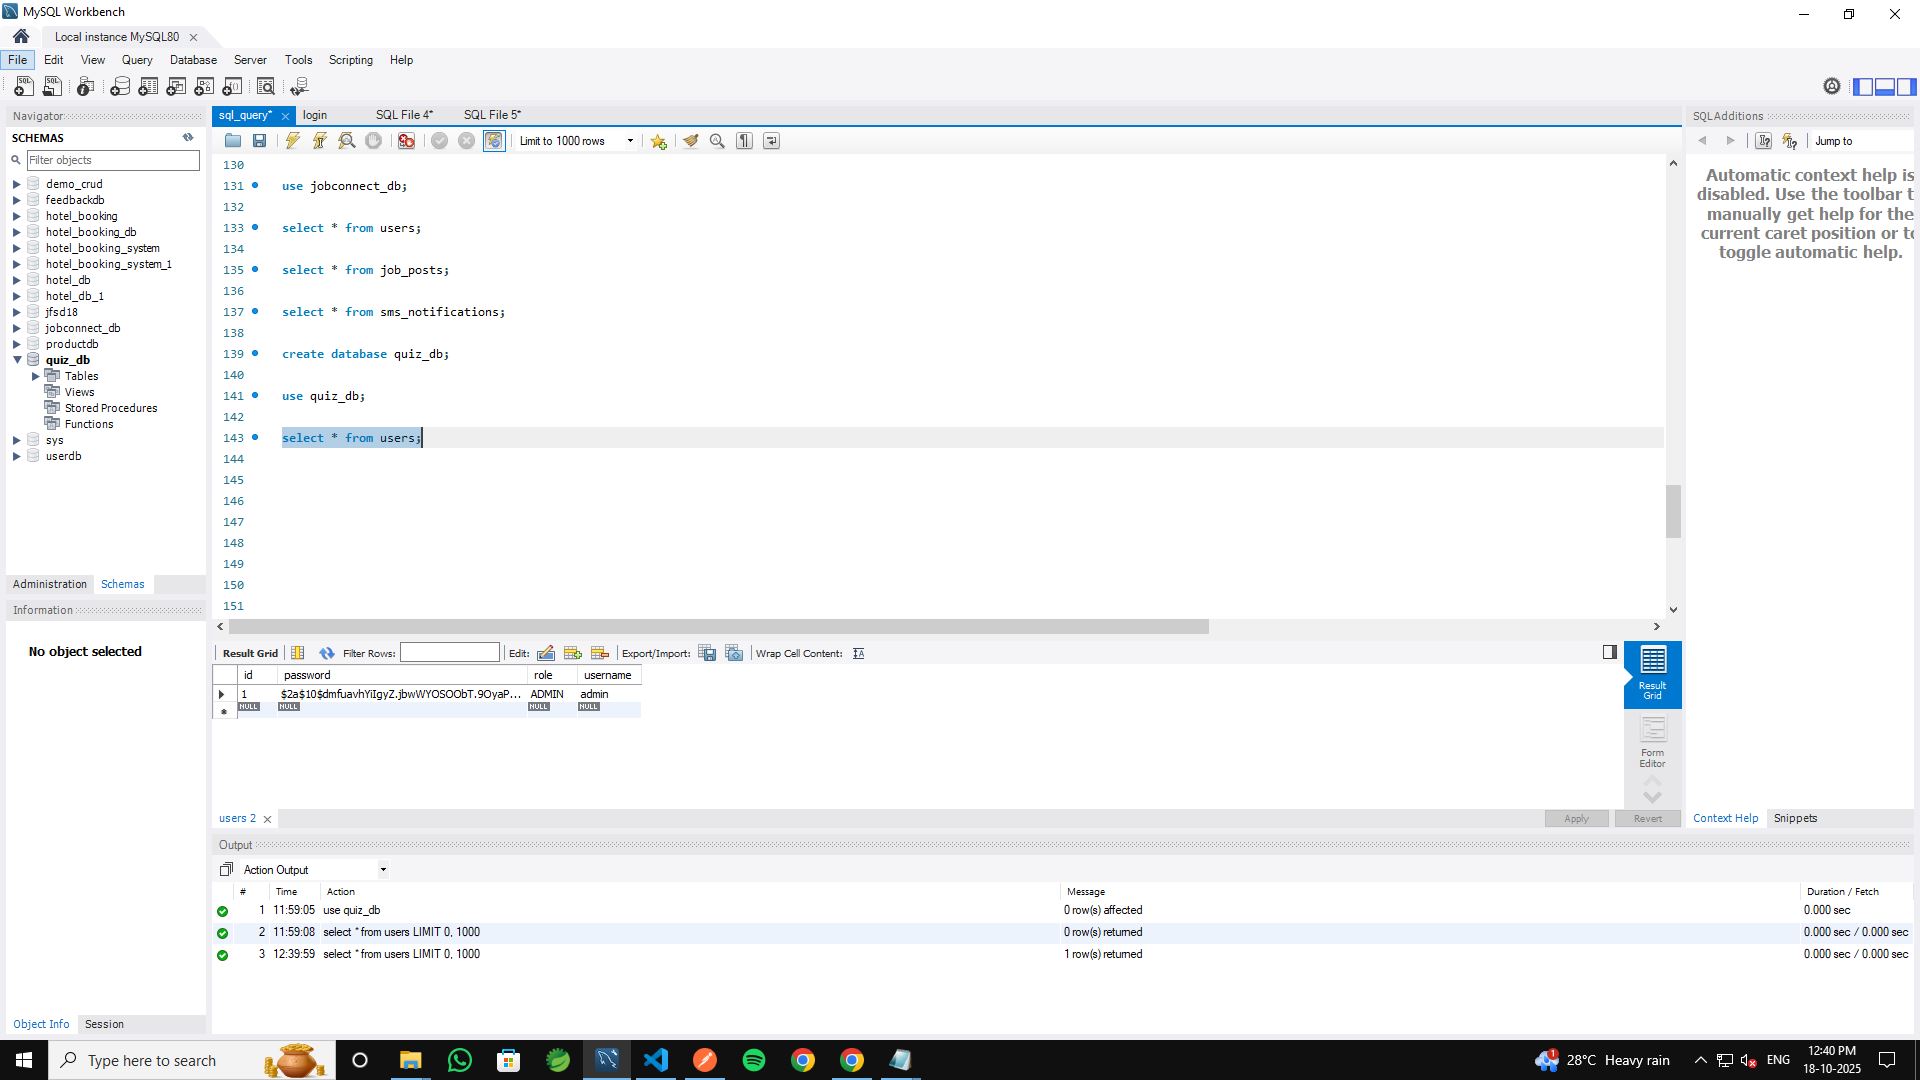 MySQL Workbench
Local instance MySQL80
File Edit View Query Database Server Tools Scripting Help
Navigator
SCHEMAS
Filter objects
demo_crud
feedbackdb
hotel_booking
hotel_booking_db
hotel_booking_system
hotel_booking_system_1
hotel_db
hotel_db_1
jfsd18
jobconnect_db
productdb
quiz_db
Tables
Views
Stored Procedures
Functions
sys
userdb
Administration Schemas
Information
No object selected
Object Info Session
sql_query* login SQL File 4* SQL File 5*
Limit to 1000 rows
130
131 use jobconnect_db;
132
133 select * from users;
134
135 select * from job_posts;
136
137 select * from sms_notifications;
138
139 create database quiz_db;
140
141 use quiz_db;
142
143 select * from users;
144
145
146
147
148
149
150
151
Result Grid Filter Rows: Edit: Export/Import: Wrap Cell Content:
id password role username
1 $2a$10$dmfuavhYiIgyZ.jbwWYOSOObT.9OyaP... ADMIN admin
NULL NULL NULL NULL
Result
Grid
Form
Editor
users 2 Apply Revert
SQLAdditions
Jump to
Automatic context help is
disabled. Use the toolbar t
manually get help for the
current caret position or to
toggle automatic help.
Context Help Snippets
Output
Action Output
# Time Action Message Duration / Fetch
1 11:59:05 use quiz_db 0 row(s) affected 0.000 sec
2 11:59:08 select * from users LIMIT 0, 1000 0 row(s) returned 0.000 sec / 0.000 sec
3 12:39:59 select * from users LIMIT 0, 1000 1 row(s) returned 0.000 sec / 0.000 sec
Type here to search
1 28°C Heavy rain ENG 12:40 PM
18-10-2025